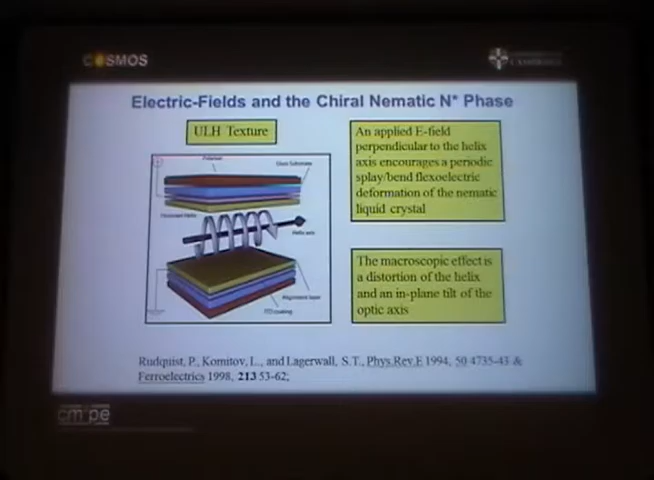 COSMOS
CAMBRIDGE
Electric-Fields and the Chiral Nematic N* Phase
ULH Texture
An applied E-field
perpendicular to the helix
axis encourages a periodic
splay/bend flexoelectric
deformation of the nematic
liquid crystal
Polariser
Glass Substrate
Helix axis
Alignment layer
ITO coating
The macroscopic effect is
a distortion of the helix
and an in-plane tilt of the
optic axis
Rudquist, P., Komitov, L., and Lagerwall, S.T., Phys.Rev.E 1994, 50 4735-43 &
Ferroelectrics 1998, 213 53-62;
cmmpe